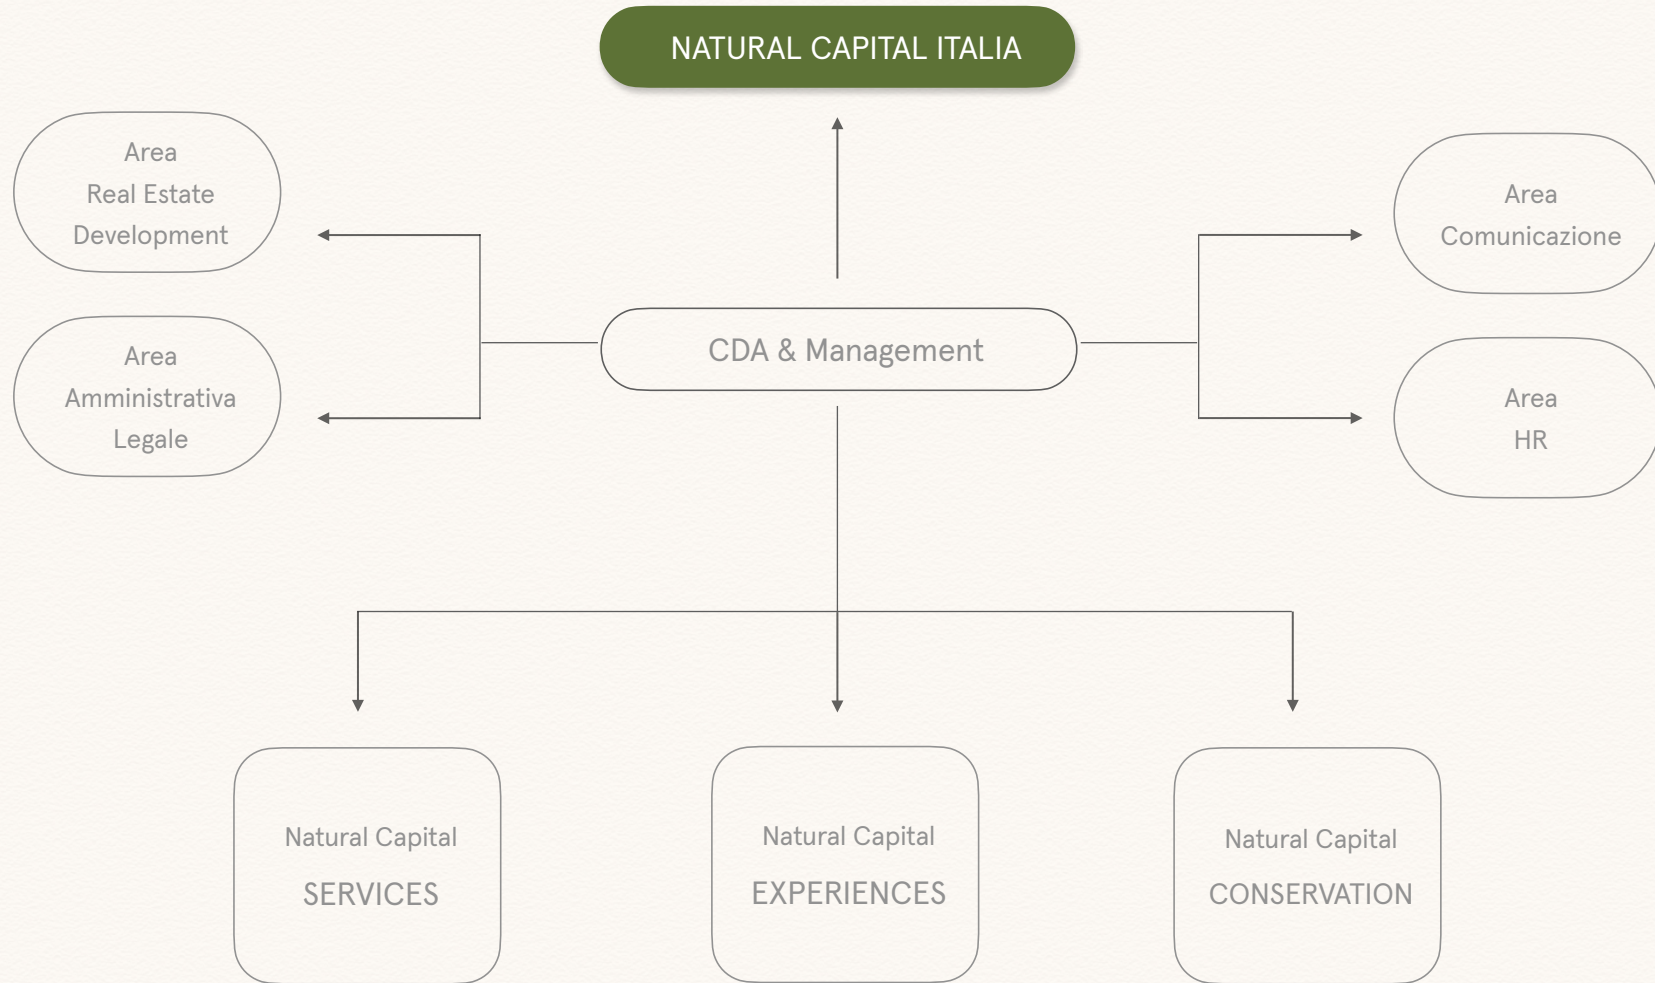 NATURAL CAPITAL ITALIA
Area
Real Estate
Development
Area
Comunicazione
Area
Amministrativa
Legale
CDA & Management
Area
HR
Natural Capital
SERVICES
Natural Capital
EXPERIENCES
Natural Capital
CONSERVATION